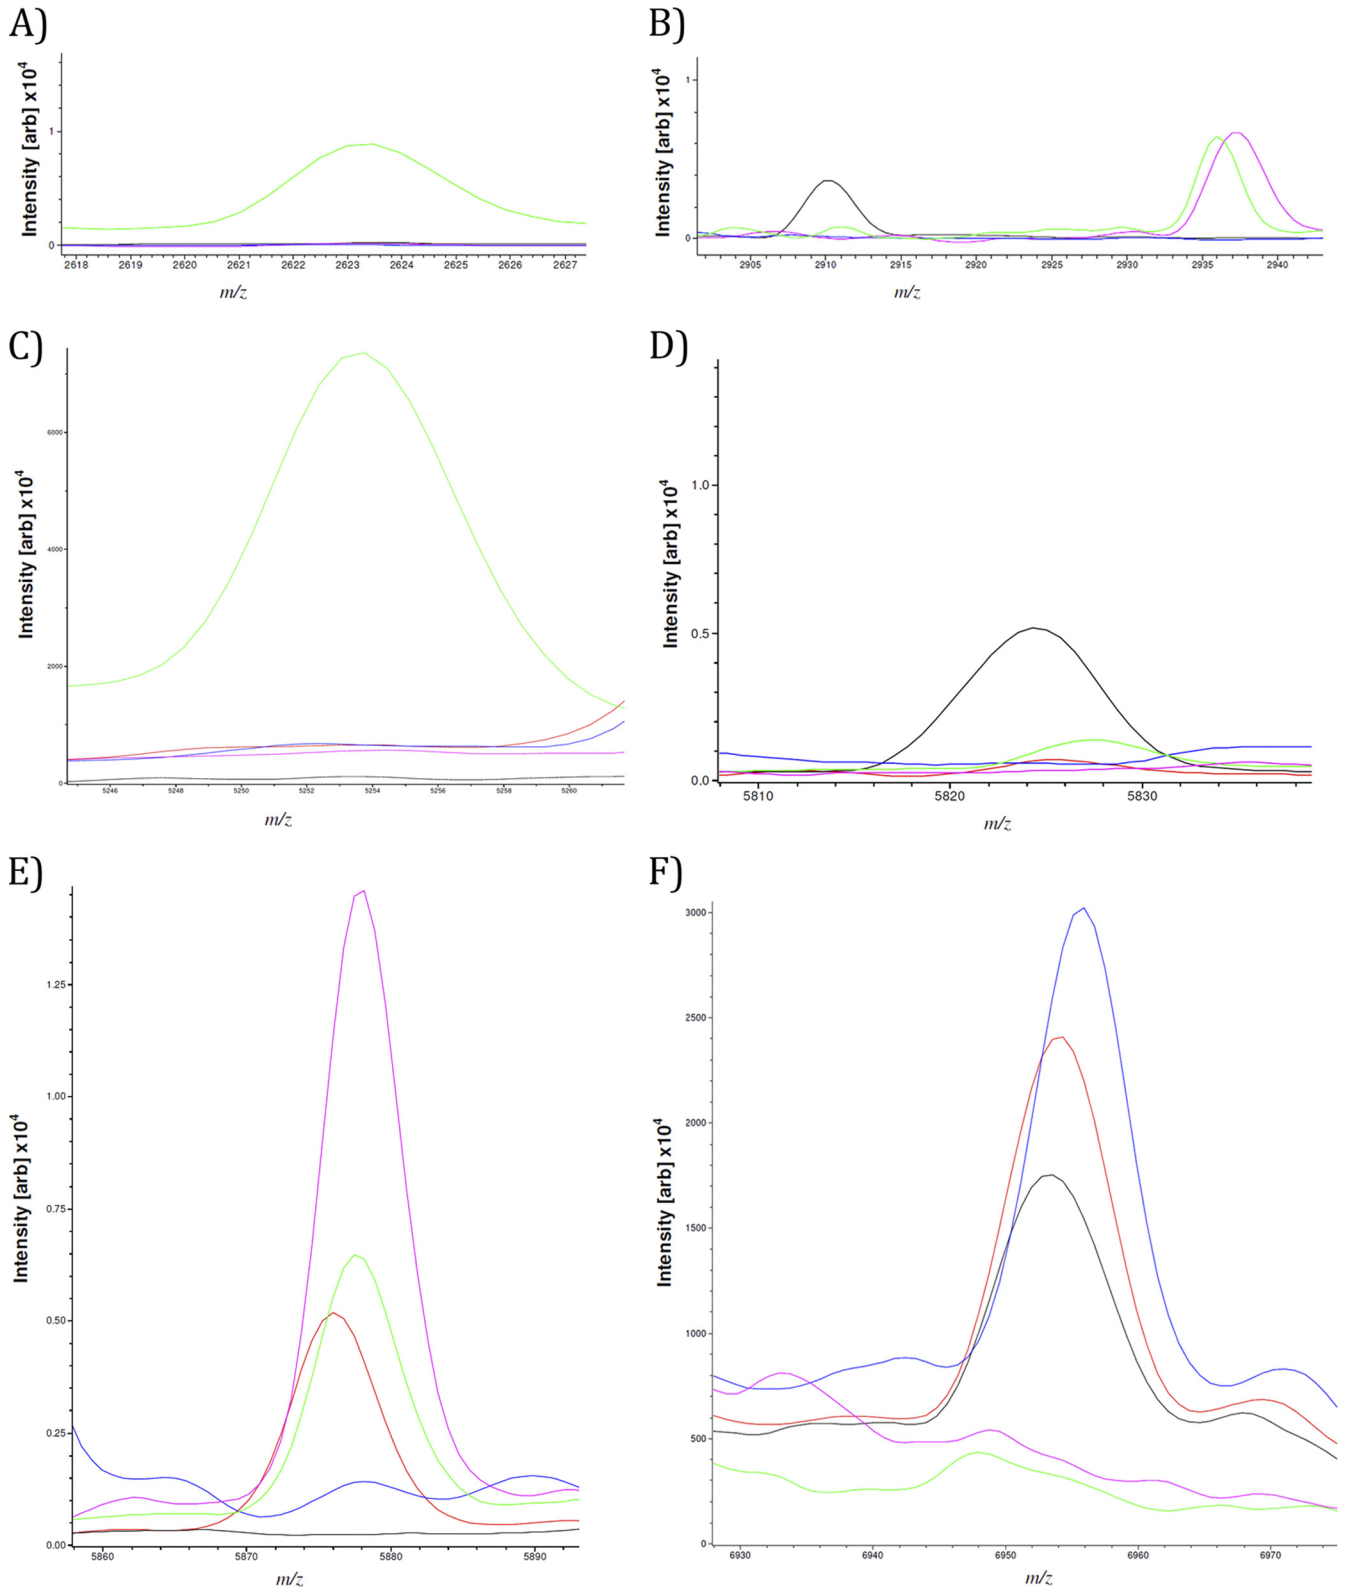 A)
Intensity [arb] x10⁴
1
0
2618 2619 2620 2621 2622 2623 2624 2625 2626 2627
m/z
B)
Intensity [arb] x10⁴
1
0
2905 2910 2915 2920 2925 2930 2935 2940
m/z
C)
Intensity [arb] x10⁴
6000
4000
2000
0
5246 5248 5250 5252 5254 5256 5258 5260
m/z
D)
Intensity [arb] x10⁴
1.0
0.5
0.0
5810 5820 5830
m/z
E)
Intensity [arb] x10⁴
1.25
1.00
0.75
0.50
0.25
0.00
5860 5870 5880 5890
m/z
F)
Intensity [arb] x10⁴
3000
2500
2000
1500
1000
500
0
6930 6940 6950 6960 6970
m/z